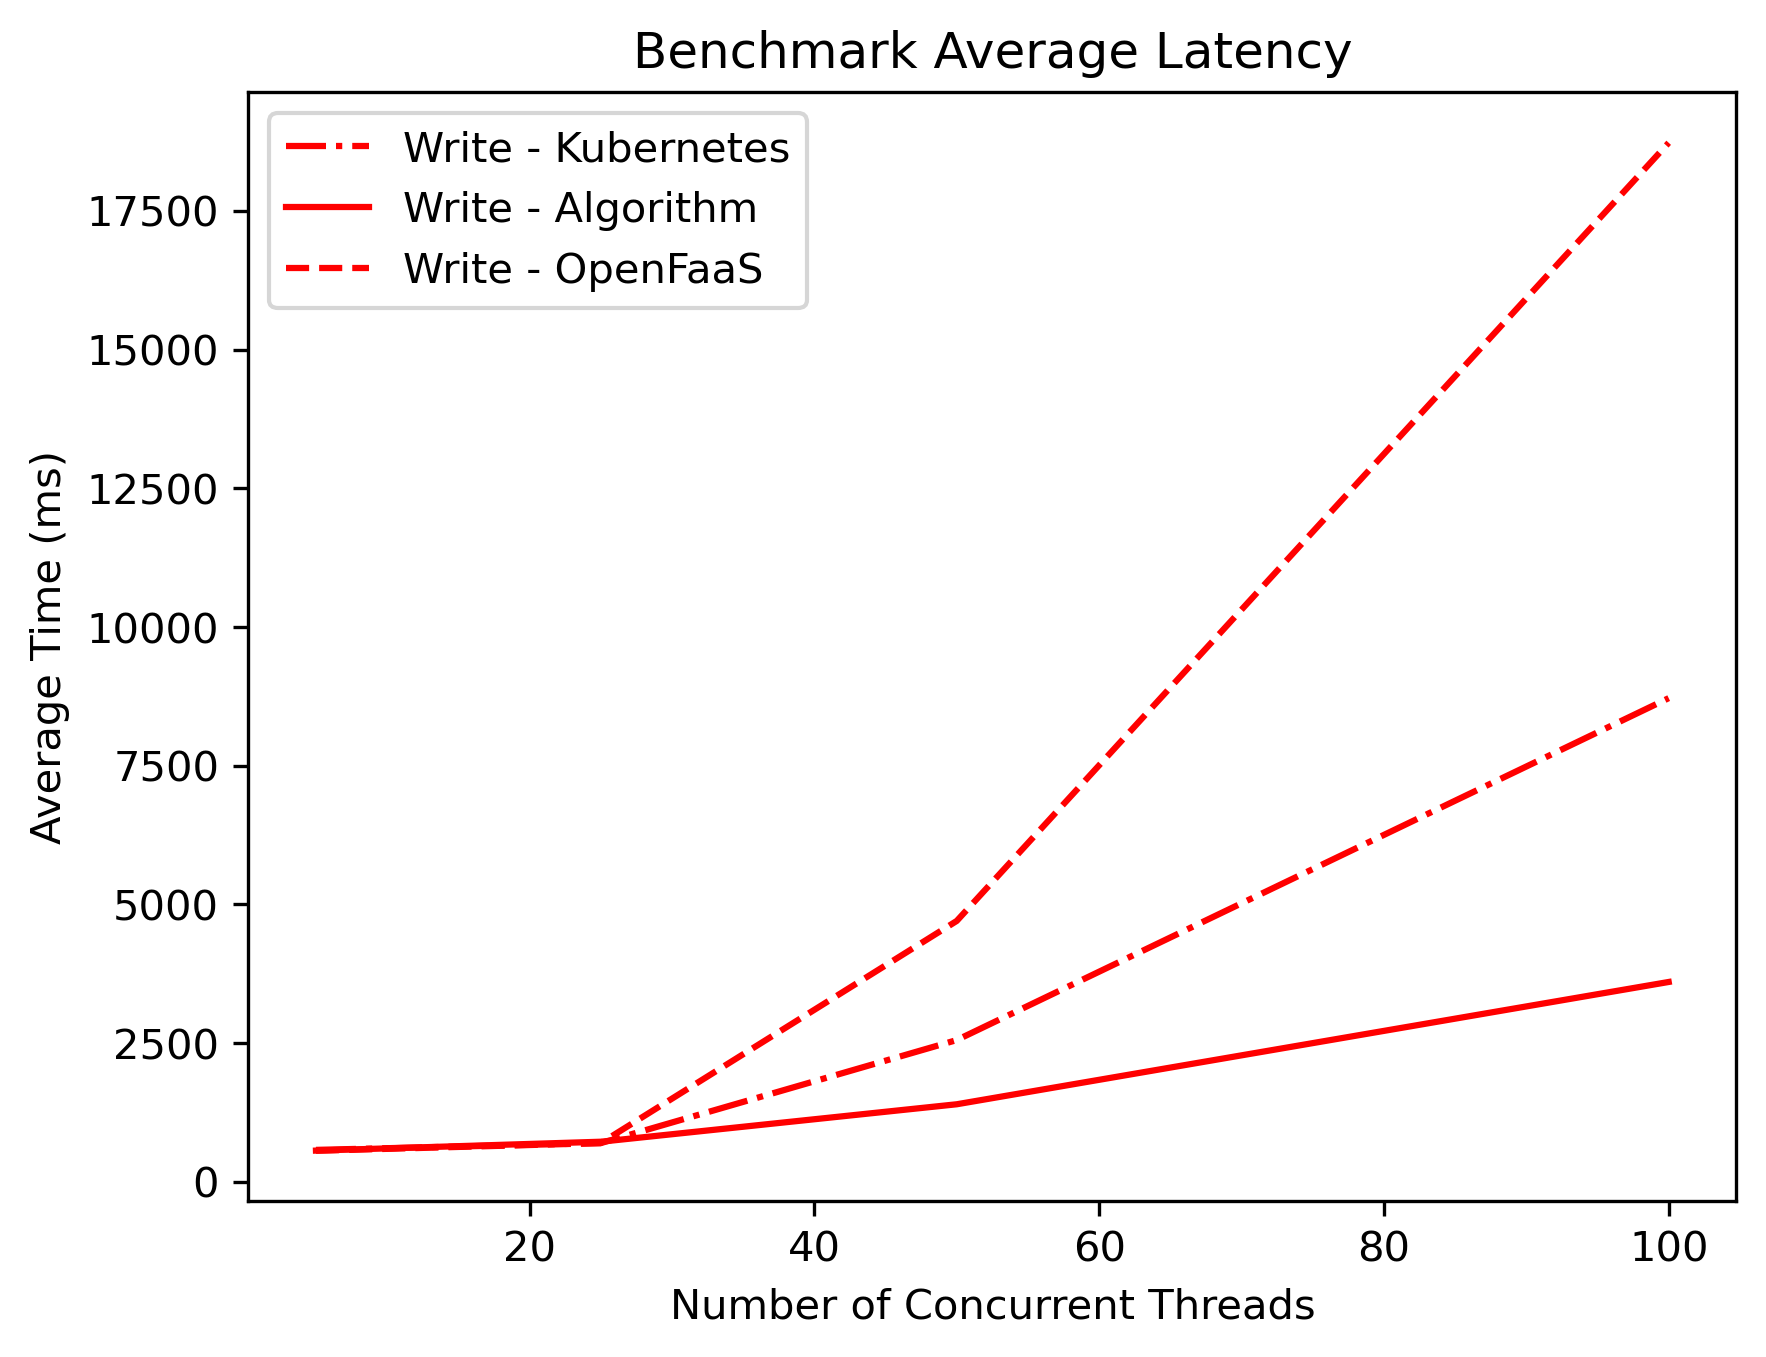 Benchmark Average Latency
Write - Kubernetes
Write - Algorithm
Write - OpenFaaS
17500
15000
12500
10000
7500
5000
2500
0
Average Time (ms)
20 40 60 80 100
Number of Concurrent Threads